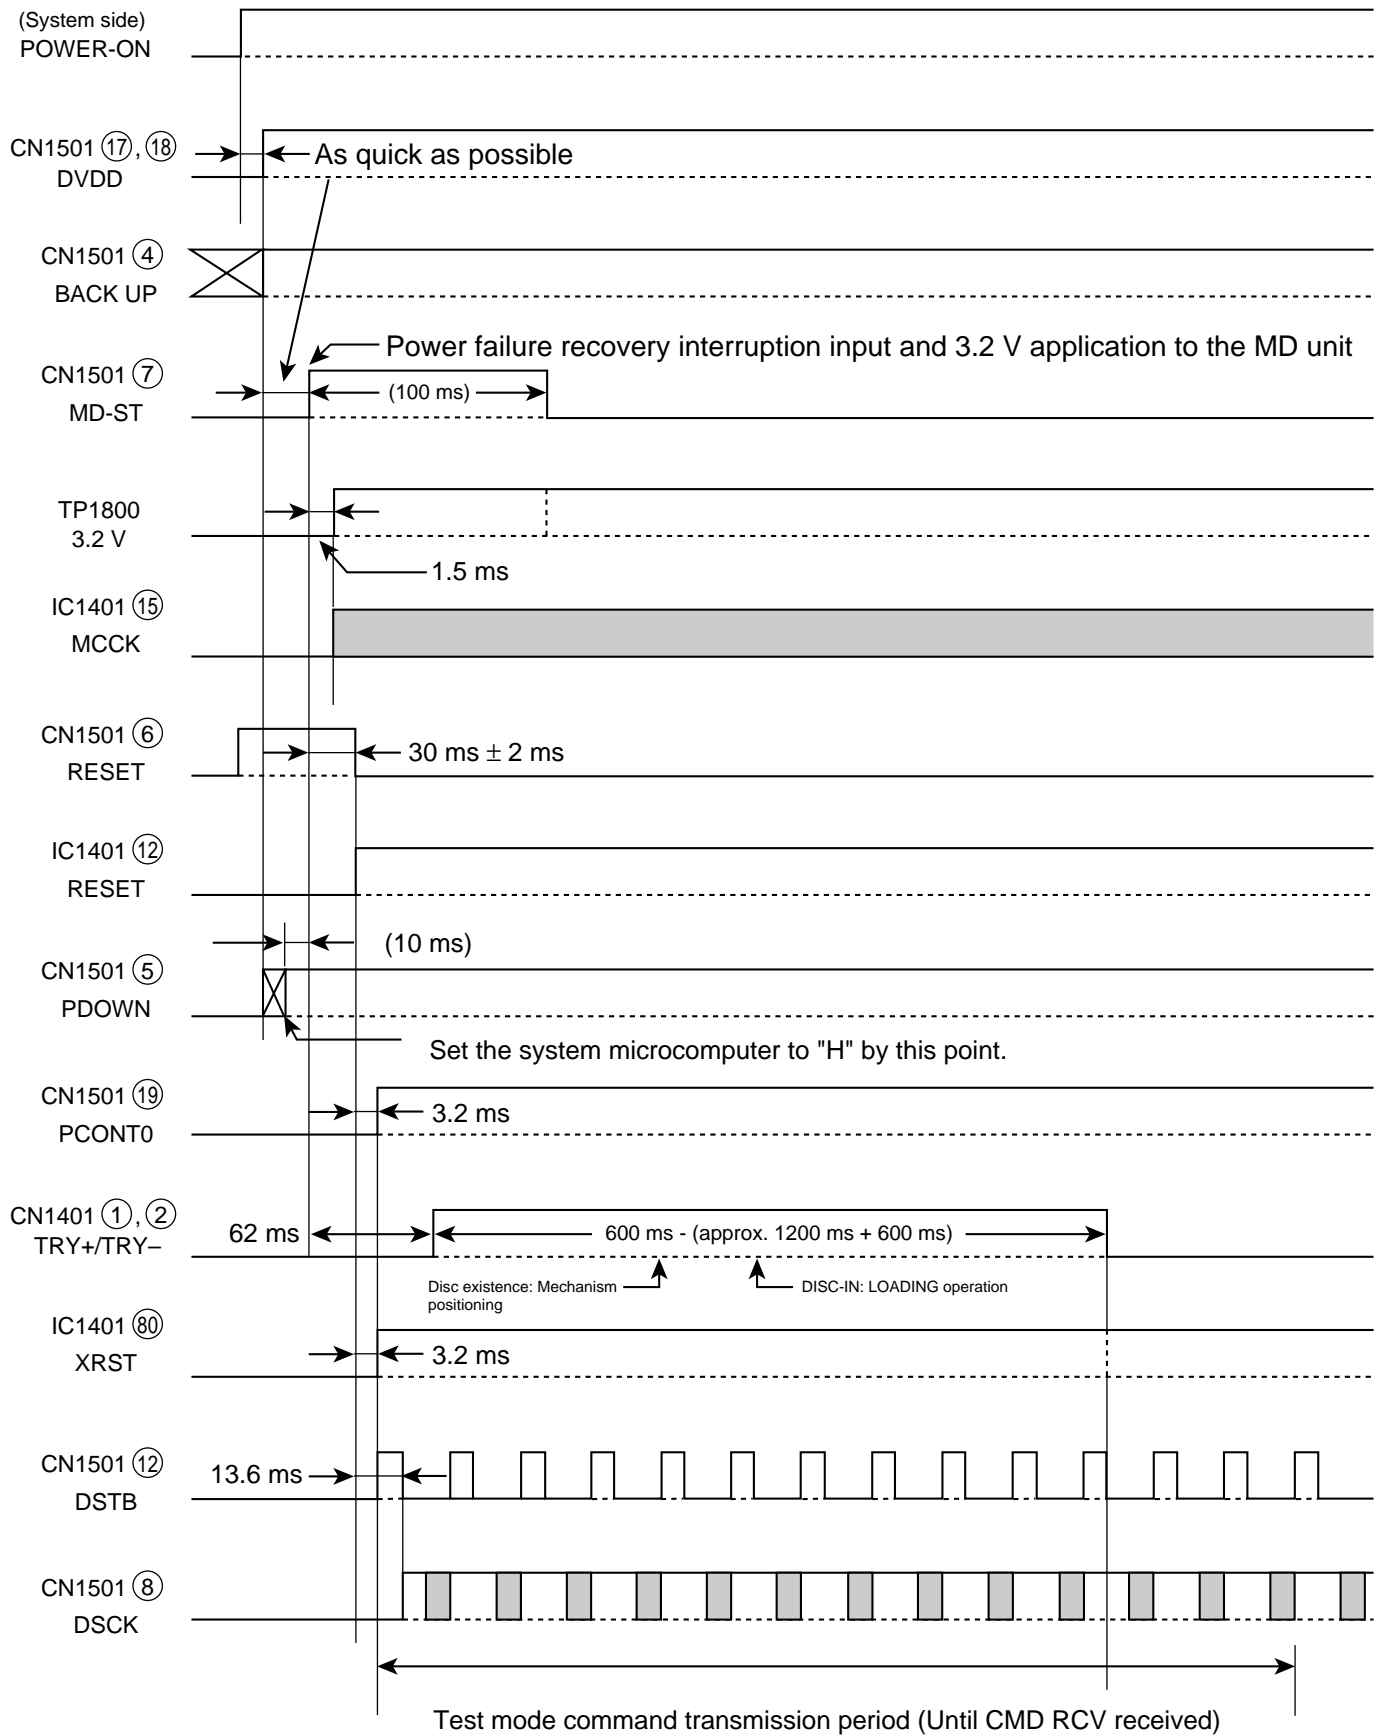 (System side)
POWER-ON
CN1501 ⑰, ⑱
DVDD
As quick as possible
CN1501 ④
BACK UP
Power failure recovery interruption input and 3.2 V application to the MD unit
CN1501 ⑦
MD-ST
(100 ms)
TP1800
3.2 V
1.5 ms
IC1401 ⑮
MCCK
CN1501 ⑥
RESET
30 ms ± 2 ms
IC1401 ⑫
RESET
(10 ms)
CN1501 ⑤
PDOWN
Set the system microcomputer to "H" by this point.
CN1501 ⑲
PCONT0
3.2 ms
CN1401 ①, ②
TRY+/TRY–
62 ms
600 ms - (approx. 1200 ms + 600 ms)
Disc existence: Mechanism
positioning
DISC-IN: LOADING operation
IC1401 80
XRST
3.2 ms
CN1501 ⑫
DSTB
13.6 ms
CN1501 ⑧
DSCK
Test mode command transmission period (Until CMD RCV received)